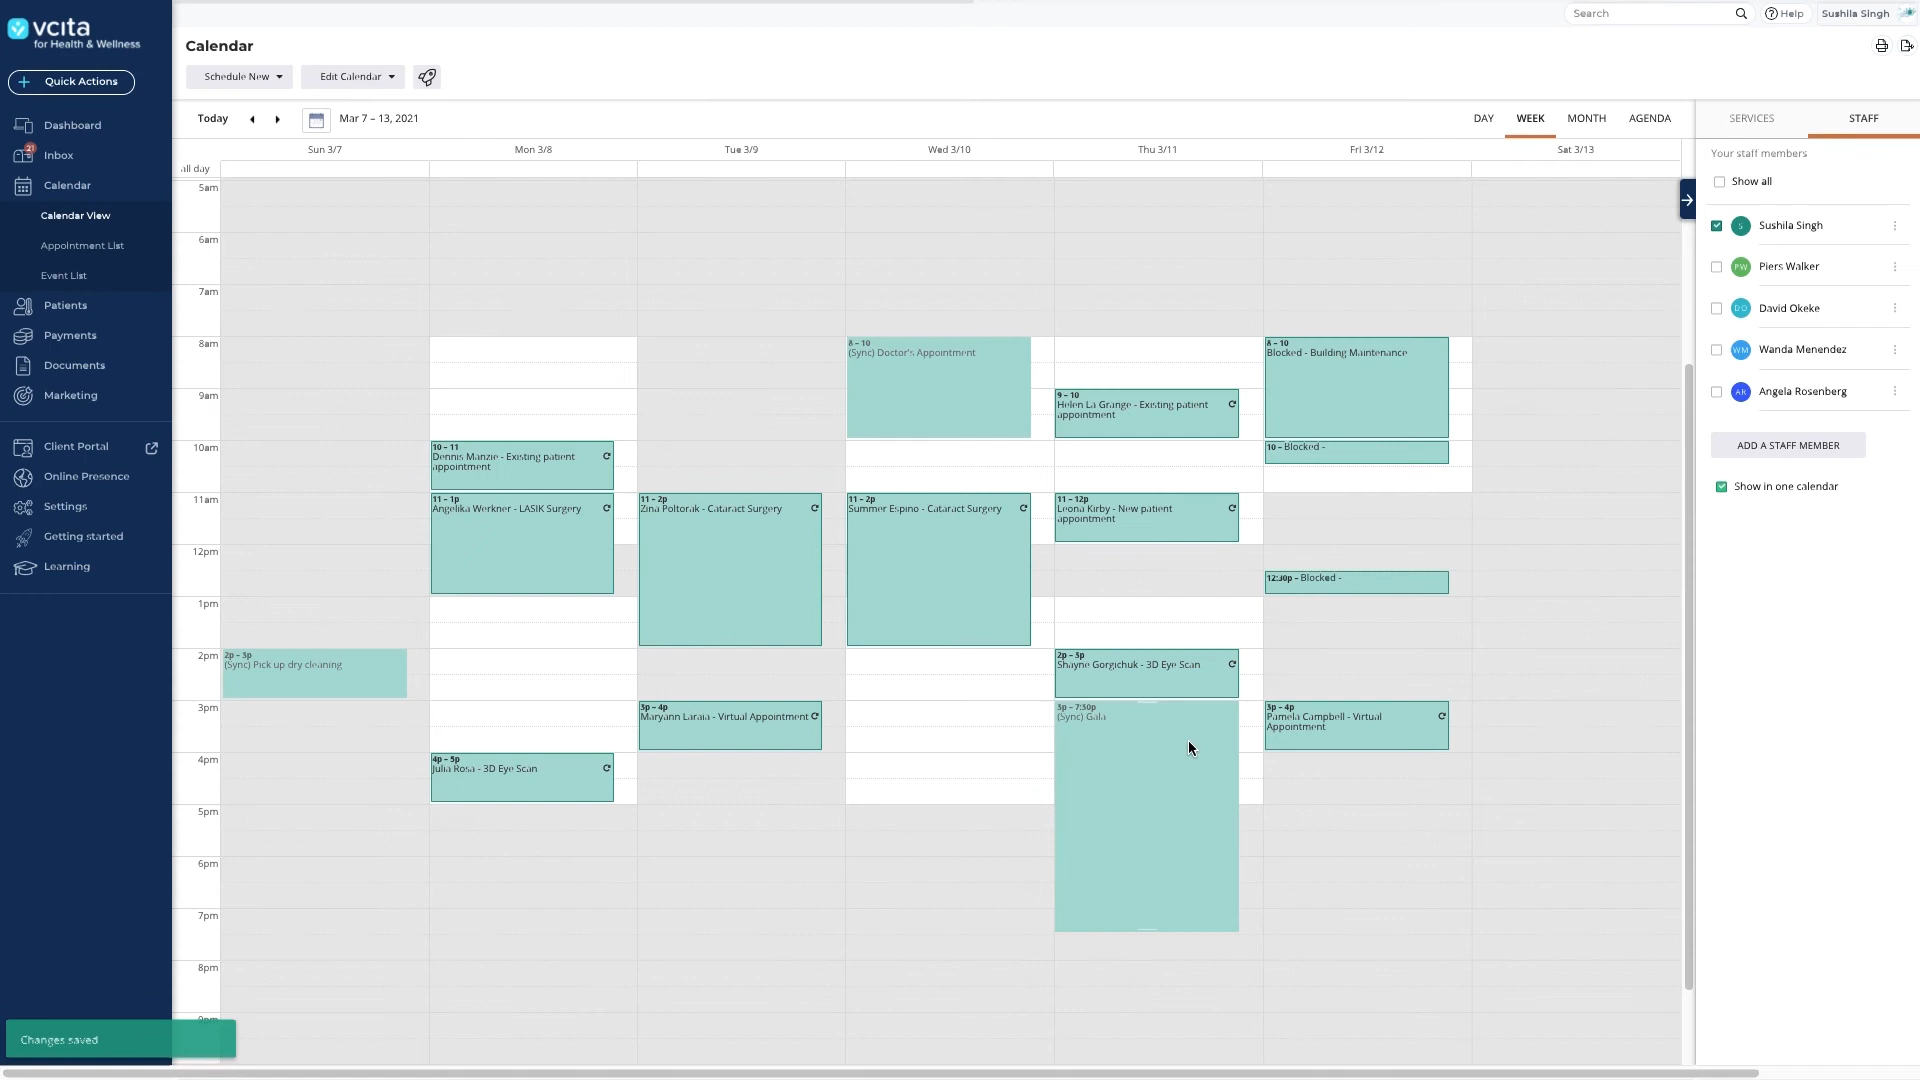 vcita
for Health & Wellness
Search
Help
Sushila Singh
Calendar
Quick Actions
Schedule New
Edit Calendar
Dashboard
21
Inbox
Calendar
Calendar View
Appointment List
Event List
Patients
Payments
Documents
Marketing
Client Portal
Online Presence
Settings
Getting started
Learning
Changes saved
Today
Mar 7 – 13, 2021
DAY
WEEK
MONTH
AGENDA
Sun 3/7
Mon 3/8
Tue 3/9
Wed 3/10
Thu 3/11
Fri 3/12
Sat 3/13
all day
5am
6am
7am
8am
9am
10am
11am
12pm
1pm
2pm
3pm
4pm
5pm
6pm
7pm
8pm
9pm
2p – 3p
(Sync) Pick up dry cleaning
10 – 11
Dennis Manzie - Existing patient
appointment
11 – 1p
Angelika Werkner - LASIK Surgery
4p – 5p
Julia Rosa - 3D Eye Scan
11 – 2p
Zina Poltorak - Cataract Surgery
3p – 4p
Maryann Laraia - Virtual Appointment
8 – 10
(Sync) Doctor's Appointment
11 – 2p
Summer Espino - Cataract Surgery
9 – 10
Helen La Grange - Existing patient
appointment
11 – 12p
Leona Kirby - New patient
appointment
2p – 3p
Shayne Gorgichuk - 3D Eye Scan
3p – 7:30p
(Sync) Gala
8 – 10
Blocked - Building Maintenance
10 – Blocked -
12:30p – Blocked -
3p – 4p
Pamela Campbell - Virtual
Appointment
SERVICES
STAFF
Your staff members
Show all
S
Sushila Singh
PW
Piers Walker
DO
David Okeke
WM
Wanda Menendez
AR
Angela Rosenberg
ADD A STAFF MEMBER
Show in one calendar